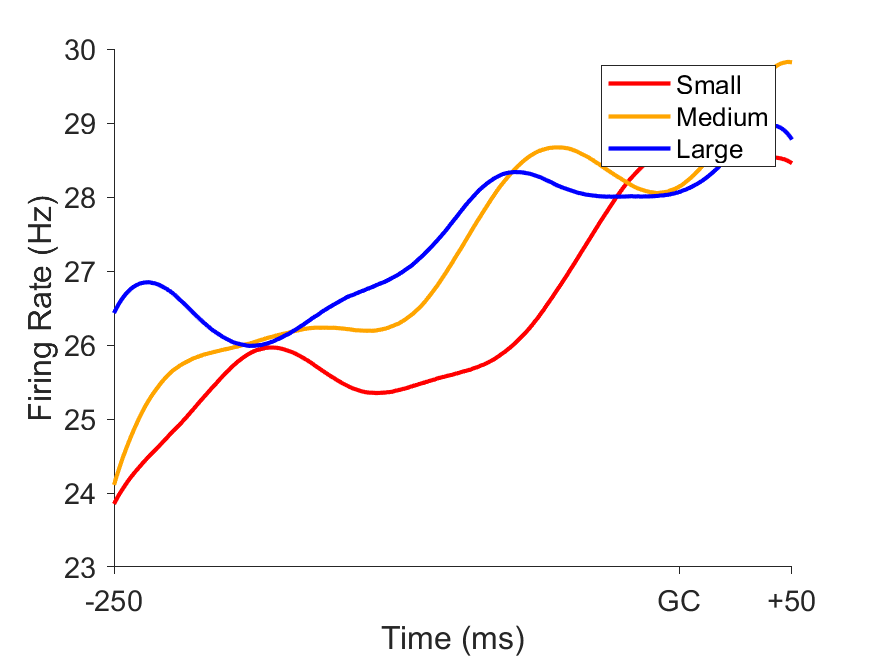 30
29
28
27
26
25
24
23
Firing Rate (Hz)
Small
Medium
Large
-250
GC
+50
Time (ms)